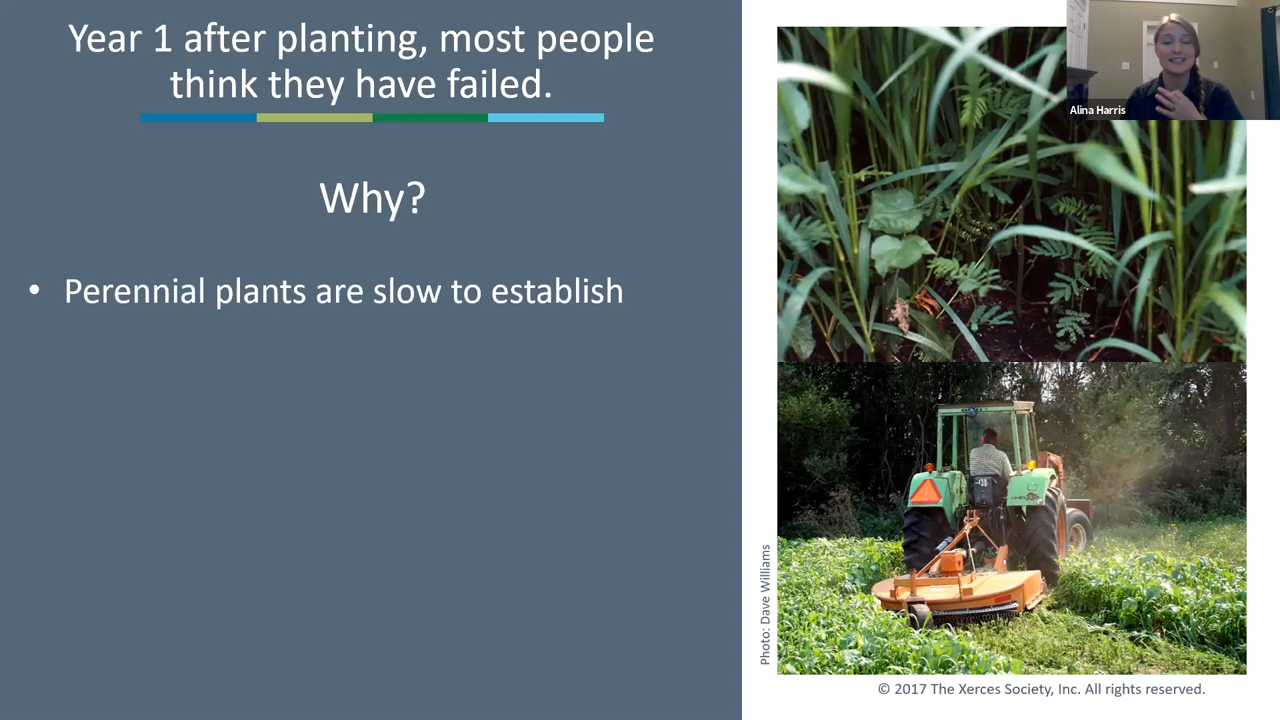 Year 1 after planting, most people
think they have failed.
Why?
• Perennial plants are slow to establish
Alina Harris
Photo: Dave Williams
© 2017 The Xerces Society, Inc. All rights reserved.